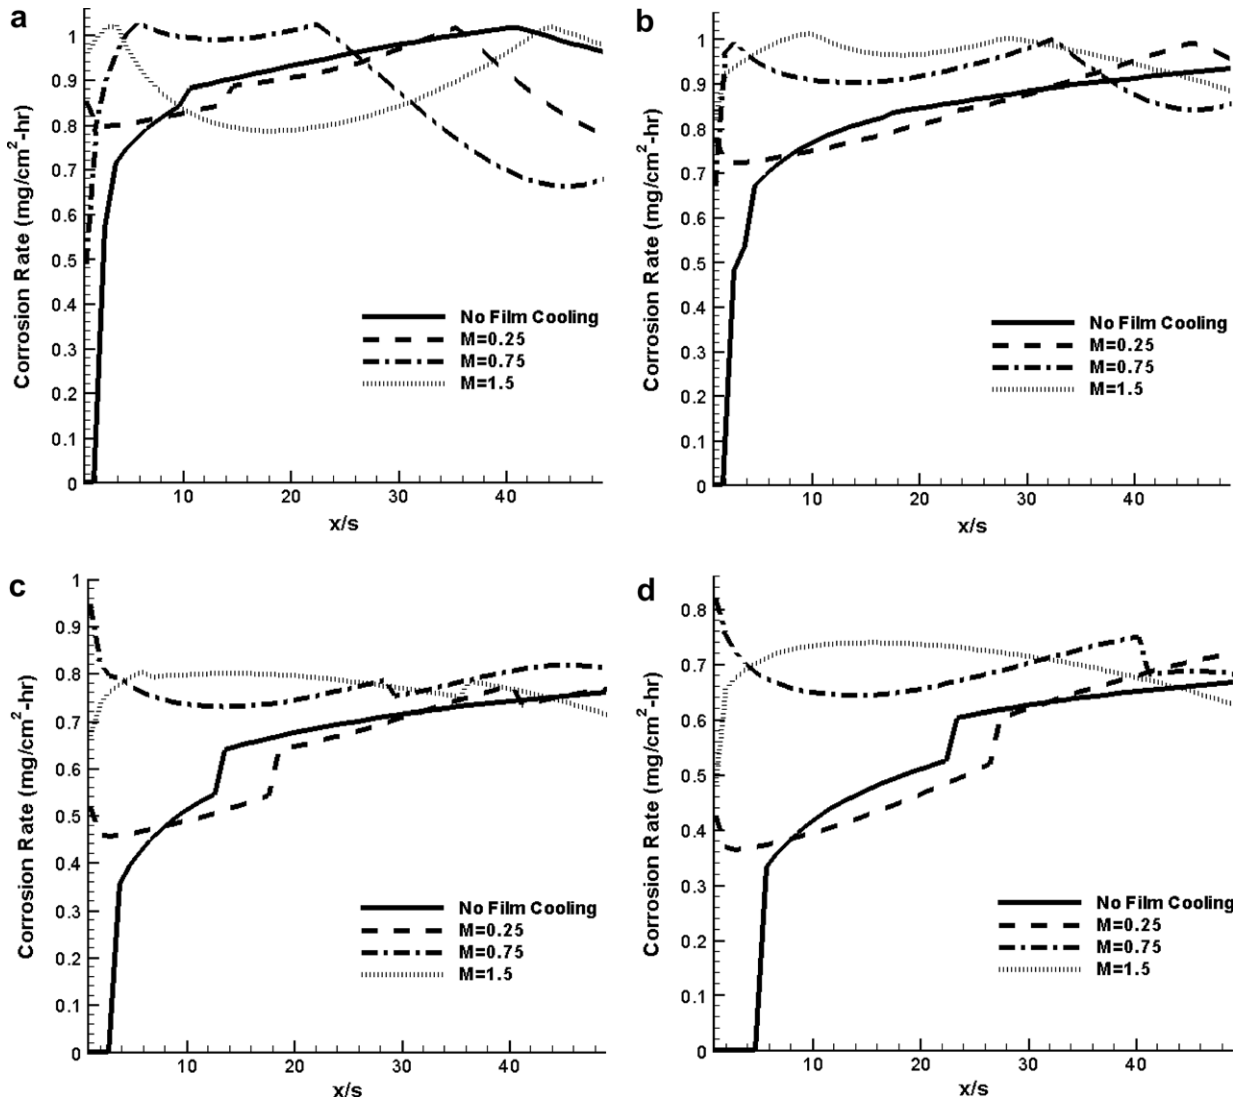 a
Corrosion Rate (mg/cm²-hr)
1
0.9
0.8
0.7
0.6
0.5
0.4
0.3
0.2
0.1
0
10
20
30
40
x/s
No Film Cooling
M=0.25
M=0.75
M=1.5
b
Corrosion Rate (mg/cm²-hr)
1
0.9
0.8
0.7
0.6
0.5
0.4
0.3
0.2
0.1
0
10
20
30
40
x/s
No Film Cooling
M=0.25
M=0.75
M=1.5
c
Corrosion Rate (mg/cm²-hr)
1
0.9
0.8
0.7
0.6
0.5
0.4
0.3
0.2
0.1
0
10
20
30
40
x/s
No Film Cooling
M=0.25
M=0.75
M=1.5
d
Corrosion Rate (mg/cm²-hr)
0.8
0.7
0.6
0.5
0.4
0.3
0.2
0.1
0
10
20
30
40
x/s
No Film Cooling
M=0.25
M=0.75
M=1.5